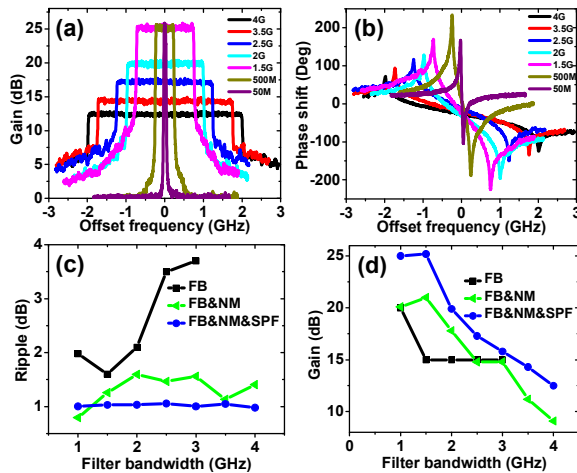 (a)
4G
3.5G
2.5G
2G
1.5G
500M
50M
Gain (dB)
25
20
15
10
5
0
-3 -2 -1 0 1 2 3
Offset frequency (GHz)
(b)
4G
3.5G
2.5G
2G
1.5G
500M
50M
Phase shift (Deg)
200
100
0
-100
-200
-3 -2 -1 0 1 2 3
Offset frequency (GHz)
(c)
FB
FB&NM
FB&NM&SPF
Ripple (dB)
4
3
2
1
1 2 3 4
Filter bandwidth (GHz)
(d)
FB
FB&NM
FB&NM&SPF
Gain (dB)
25
20
15
10
0 1 2 3 4
Filter bandwidth (GHz)